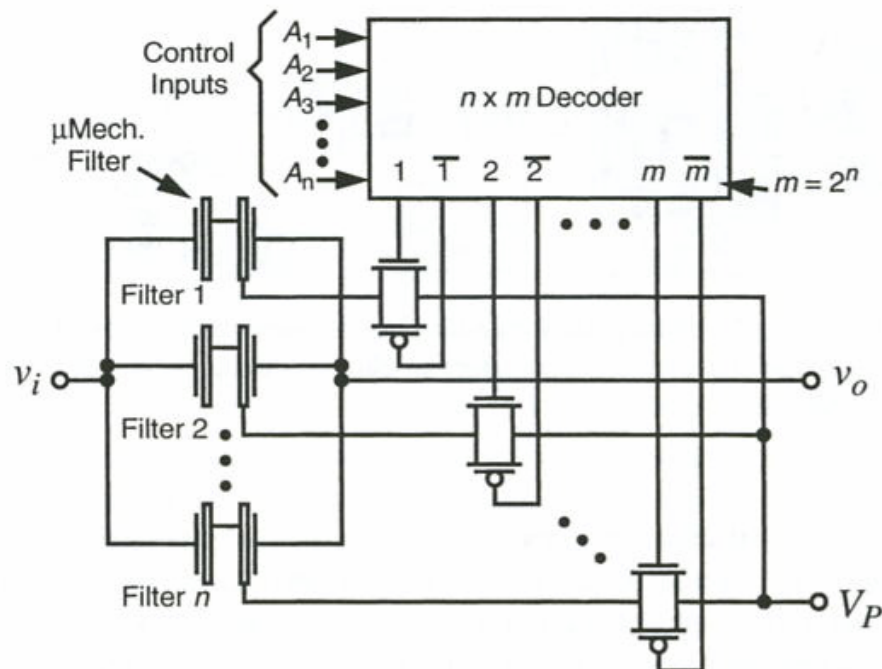 Control
Inputs
A₁
A₂
A₃
Aₙ
n x m Decoder
1 1̅ 2 2̅ m m̅
m = 2ⁿ
μMech.
Filter
Filter 1
vᵢ
vₒ
Filter 2
Filter n
V_P